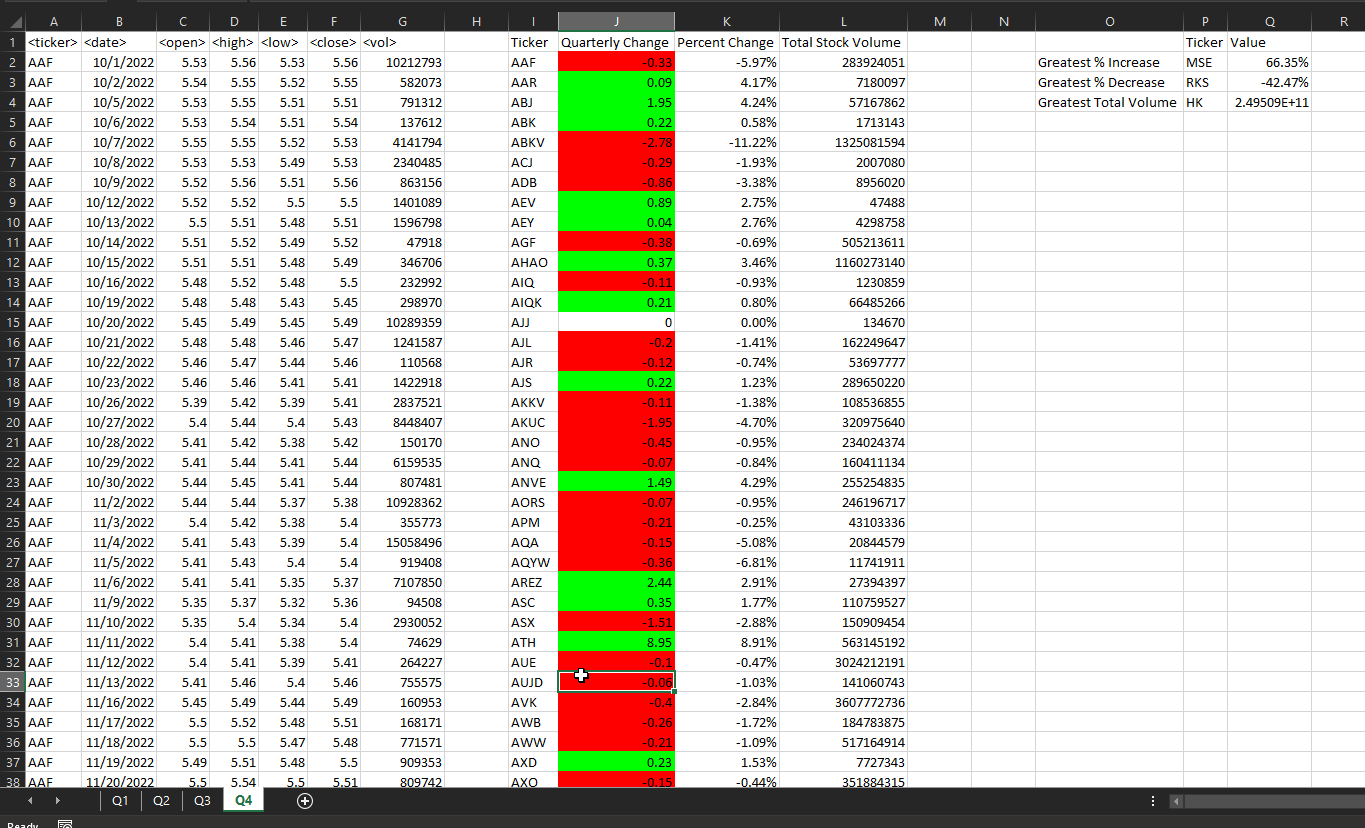 A B C D E F G H I J K L M N O P Q R
1 <ticker> <date> <open> <high> <low> <close> <vol> Ticker Quarterly Change Percent Change Total Stock Volume Ticker Value
2 AAF 10/1/2022 5.53 5.56 5.53 5.56 10212793 AAF -0.33 -5.97% 283924051 Greatest % Increase MSE 66.35%
3 AAF 10/2/2022 5.54 5.55 5.52 5.55 582073 AAR 0.09 4.17% 7180097 Greatest % Decrease RKS -42.47%
4 AAF 10/5/2022 5.53 5.55 5.51 5.51 791312 ABJ 1.95 4.24% 57167862 Greatest Total Volume HK 2.49509E+11
5 AAF 10/6/2022 5.53 5.54 5.51 5.54 137612 ABK 0.22 0.58% 1713143
6 AAF 10/7/2022 5.55 5.55 5.52 5.53 4141794 ABKV -2.78 -11.22% 1325081594
7 AAF 10/8/2022 5.53 5.53 5.49 5.53 2340485 ACJ -0.29 -1.93% 2007080
8 AAF 10/9/2022 5.52 5.56 5.51 5.56 863156 ADB -0.86 -3.38% 8956020
9 AAF 10/12/2022 5.52 5.52 5.5 5.5 1401089 AEV 0.89 2.75% 47488
10 AAF 10/13/2022 5.5 5.51 5.48 5.51 1596798 AEY 0.04 2.76% 4298758
11 AAF 10/14/2022 5.51 5.52 5.49 5.52 47918 AGF -0.38 -0.69% 505213611
12 AAF 10/15/2022 5.51 5.51 5.48 5.49 346706 AHAO 0.37 3.46% 1160273140
13 AAF 10/16/2022 5.48 5.52 5.48 5.5 232992 AIQ -0.11 -0.93% 1230859
14 AAF 10/19/2022 5.48 5.48 5.43 5.45 298970 AIQK 0.21 0.80% 66485266
15 AAF 10/20/2022 5.45 5.49 5.45 5.49 10289359 AJJ 0 0.00% 134670
16 AAF 10/21/2022 5.48 5.48 5.46 5.47 1241587 AJL -0.2 -1.41% 162249647
17 AAF 10/22/2022 5.46 5.47 5.44 5.46 110568 AJR -0.12 -0.74% 53697777
18 AAF 10/23/2022 5.46 5.46 5.41 5.41 1422918 AJS 0.22 1.23% 289650220
19 AAF 10/26/2022 5.39 5.42 5.39 5.41 2837521 AKKV -0.11 -1.38% 108536855
20 AAF 10/27/2022 5.4 5.44 5.4 5.43 8448407 AKUC -1.95 -4.70% 320975640
21 AAF 10/28/2022 5.41 5.42 5.38 5.42 150170 ANO -0.45 -0.95% 234024374
22 AAF 10/29/2022 5.41 5.44 5.41 5.44 6159535 ANQ -0.07 -0.84% 160411134
23 AAF 10/30/2022 5.44 5.45 5.41 5.44 807481 ANVE 1.49 4.29% 255254835
24 AAF 11/2/2022 5.44 5.44 5.37 5.38 10928362 AORS -0.07 -0.95% 246196717
25 AAF 11/3/2022 5.4 5.42 5.38 5.4 355773 APM -0.21 -0.25% 43103336
26 AAF 11/4/2022 5.41 5.43 5.39 5.4 15058496 AQA -0.15 -5.08% 20844579
27 AAF 11/5/2022 5.41 5.43 5.4 5.4 919408 AQYW -0.36 -6.81% 11741911
28 AAF 11/6/2022 5.41 5.41 5.35 5.37 7107850 AREZ 2.44 2.91% 27394397
29 AAF 11/9/2022 5.35 5.37 5.32 5.36 94508 ASC 0.35 1.77% 110759527
30 AAF 11/10/2022 5.35 5.4 5.34 5.4 2930052 ASX -1.51 -2.88% 150909454
31 AAF 11/11/2022 5.4 5.41 5.38 5.4 74629 ATH 8.95 8.91% 563145192
32 AAF 11/12/2022 5.4 5.41 5.39 5.41 264227 AUE -0.1 -0.47% 3024212191
33 AAF 11/13/2022 5.41 5.46 5.4 5.46 755575 AUJD -0.06 -1.03% 141060743
34 AAF 11/16/2022 5.45 5.49 5.44 5.49 160953 AVK -0.4 -2.84% 3607772736
35 AAF 11/17/2022 5.5 5.52 5.48 5.51 168171 AWB -0.26 -1.72% 184783875
36 AAF 11/18/2022 5.5 5.5 5.47 5.48 771571 AWW -0.21 -1.09% 517164914
37 AAF 11/19/2022 5.49 5.51 5.48 5.5 909353 AXD 0.23 1.53% 7727343
38 AAF 11/20/2022 5.5 5.54 5.5 5.51 809742 AXO -0.15 -0.44% 351884315
Q1 Q2 Q3 Q4
Ready